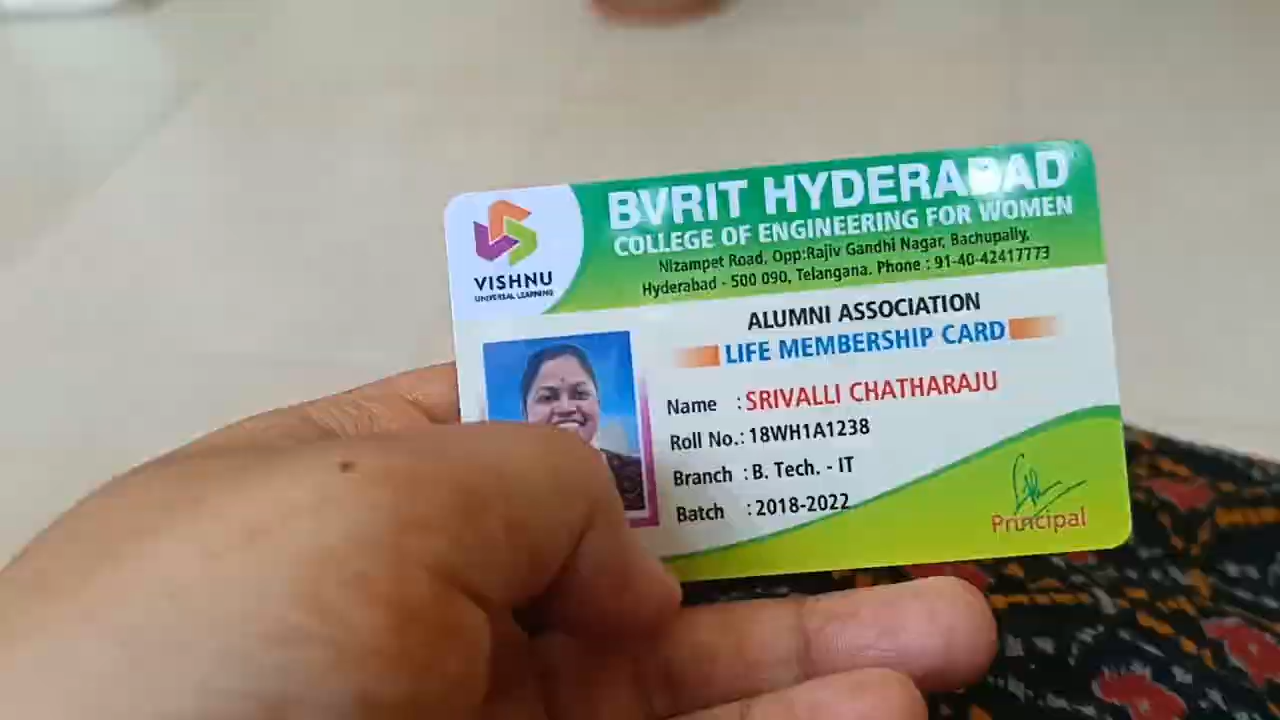 BVRIT HYDERABAD
COLLEGE OF ENGINEERING FOR WOMEN
Nizampet Road, Opp:Rajiv Gandhi Nagar, Bachupally,
Hyderabad - 500 090, Telangana. Phone : 91-40-42417773
VISHNU
UNIVERSAL LEARNING
ALUMNI ASSOCIATION
LIFE MEMBERSHIP CARD
Name : SRIVALLI CHATHARAJU
Roll No.: 18WH1A1238
Branch : B. Tech. - IT
Batch : 2018-2022
Principal